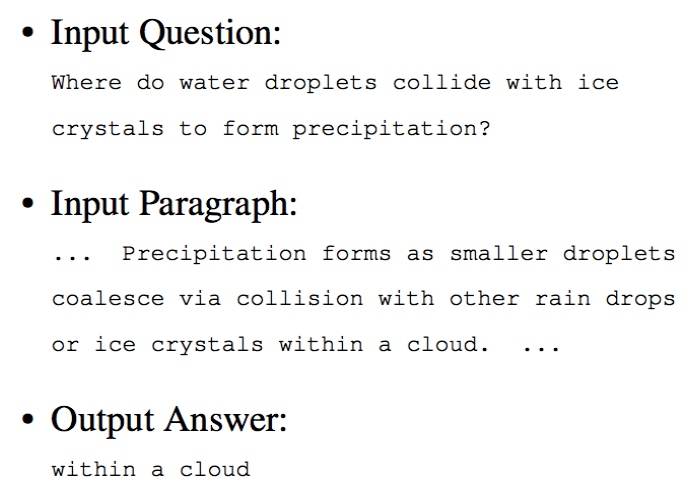 • Input Question:
Where do water droplets collide with ice
crystals to form precipitation?
• Input Paragraph:
... Precipitation forms as smaller droplets
coalesce via collision with other rain drops
or ice crystals within a cloud. ...
• Output Answer:
within a cloud